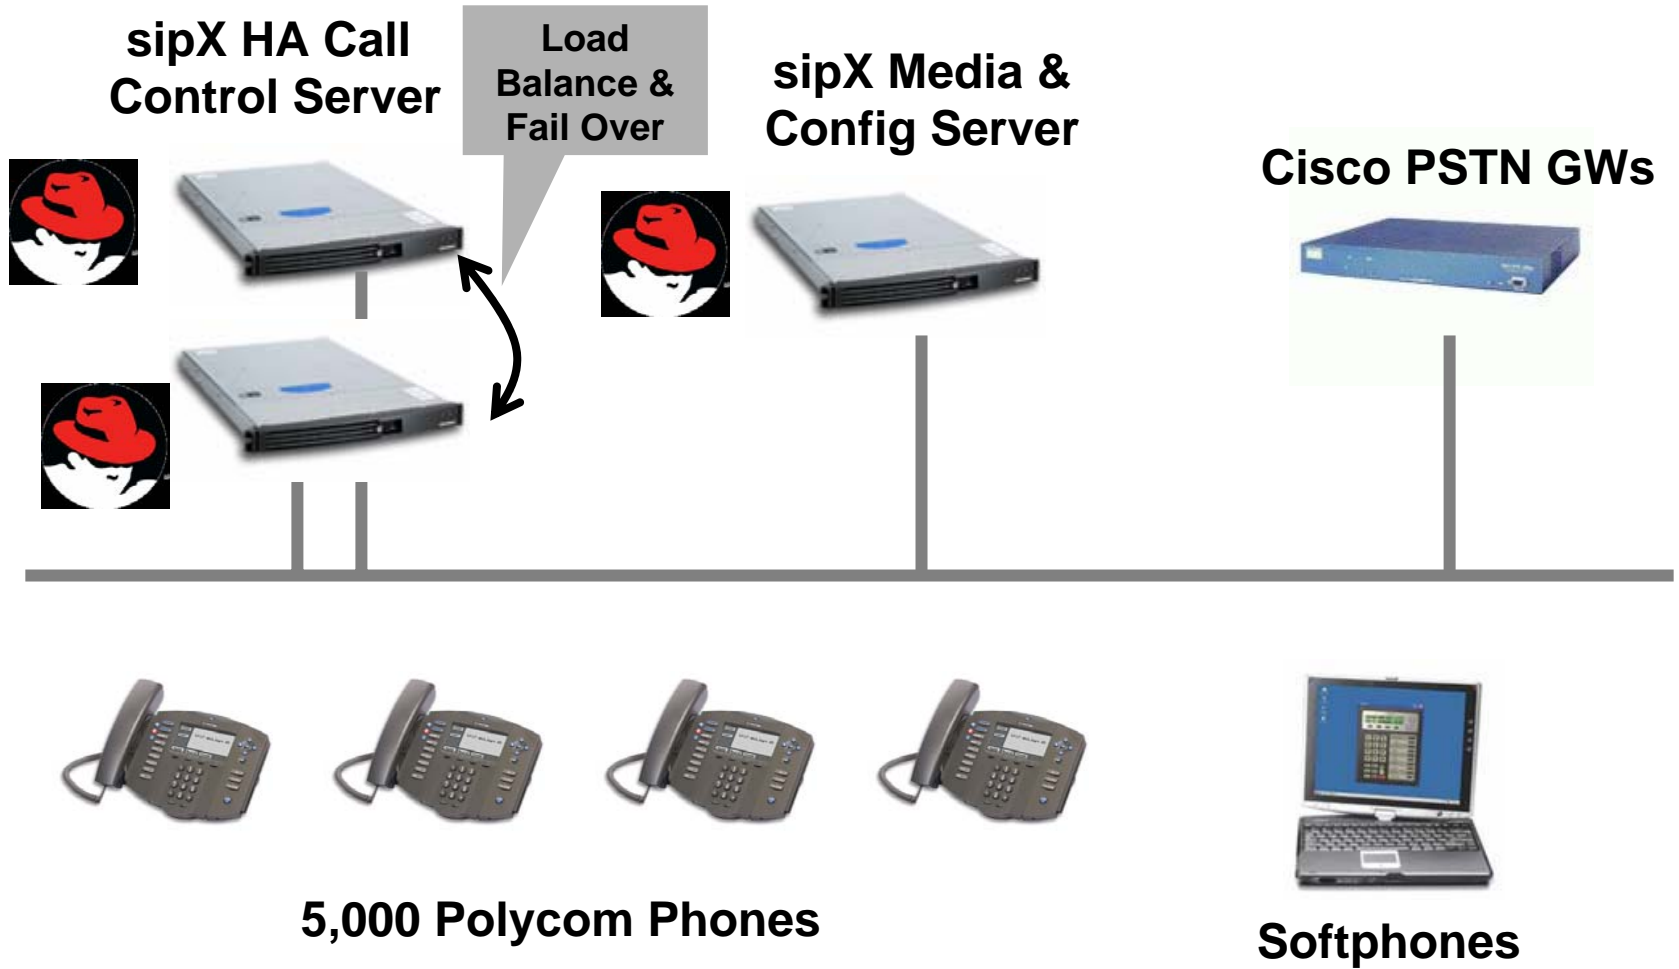 sipX HA Call
Control Server
Load
Balance &
Fail Over
sipX Media &
Config Server
Cisco PSTN GWs
5,000 Polycom Phones
Softphones